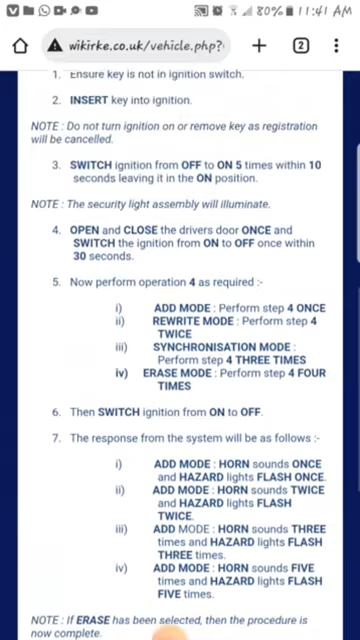 80% 11:41 AM
wikirke.co.uk/vehicle.php?
2
1. Ensure key is not in ignition switch.
2. INSERT key into ignition.
NOTE : Do not turn ignition on or remove key as registration
will be cancelled.
3. SWITCH ignition from OFF to ON 5 times within 10
seconds leaving it in the ON position.
NOTE : The security light assembly will illuminate.
4. OPEN and CLOSE the drivers door ONCE and
SWITCH the ignition from ON to OFF once within
30 seconds.
5. Now perform operation 4 as required :-
i) ADD MODE : Perform step 4 ONCE
ii) REWRITE MODE : Perform step 4
TWICE
iii) SYNCHRONISATION MODE :
Perform step 4 THREE TIMES
iv) ERASE MODE : Perform step 4 FOUR
TIMES
6. Then SWITCH ignition from ON to OFF.
7. The response from the system will be as follows :-
i) ADD MODE : HORN sounds ONCE
and HAZARD lights FLASH ONCE.
ii) ADD MODE : HORN sounds TWICE
and HAZARD lights FLASH
TWICE.
iii) ADD MODE : HORN sounds THREE
times and HAZARD lights FLASH
THREE times.
iv) ADD MODE : HORN sounds FIVE
times and HAZARD lights FLASH
FIVE times.
NOTE : If ERASE has been selected, then the procedure is
now complete.